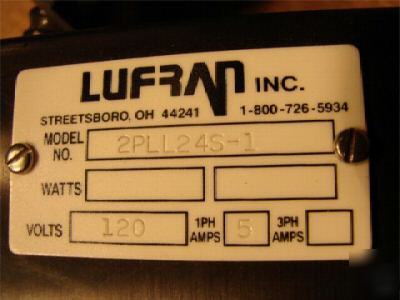 LUFRAN INC.
STREETSBORO, OH 44241 1-800-726-5934
MODEL NO. 2PLL24S-1
WATTS
VOLTS 120 1PH AMPS 5 3PH AMPS